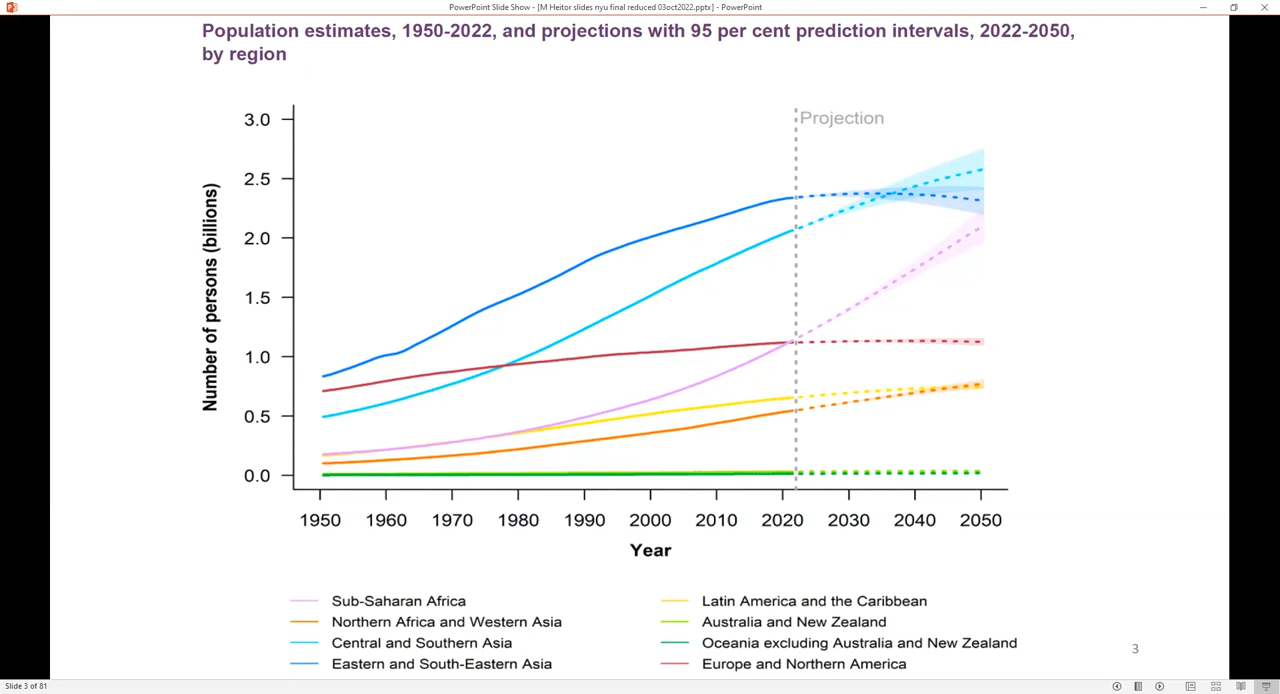 PowerPoint Slide Show - [M Heitor slides nyu final reduced 03oct2022.pptx] - PowerPoint
Population estimates, 1950-2022, and projections with 95 per cent prediction intervals, 2022-2050,
by region
Projection
Number of persons (billions)
3.0
2.5
2.0
1.5
1.0
0.5
0.0
1950 1960 1970 1980 1990 2000 2010 2020 2030 2040 2050
Year
Sub-Saharan Africa
Northern Africa and Western Asia
Central and Southern Asia
Eastern and South-Eastern Asia
Latin America and the Caribbean
Australia and New Zealand
Oceania excluding Australia and New Zealand
Europe and Northern America
3
Slide 3 of 81